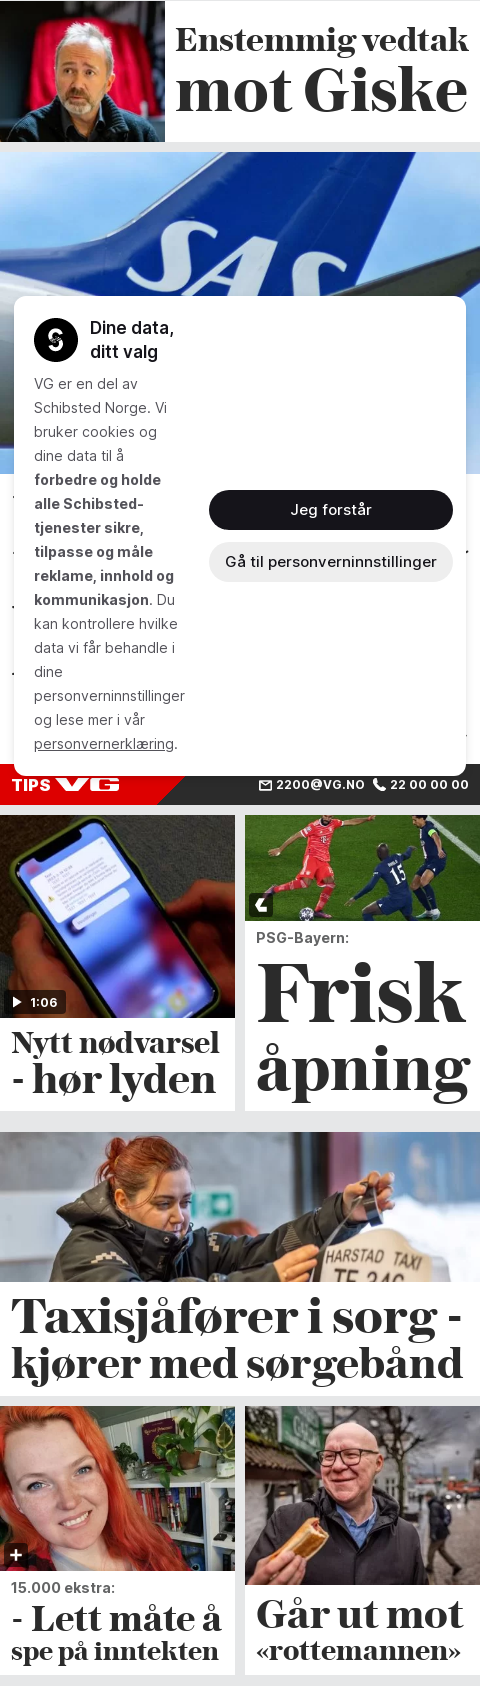 Enstemmig vedtak
mot Giske
SAS
Dine data,
ditt valg
VG er en del av
Schibsted Norge. Vi
bruker cookies og
dine data til å
forbedre og holde
alle Schibsted-
tjenester sikre,
tilpasse og måle
reklame, innhold og
kommunikasjon. Du
kan kontrollere hvilke
data vi får behandle i
dine
personverninnstillinger
og lese mer i vår
personvernerklæring.
Jeg forstår
Gå til personverninnstillinger
TIPS VG
2200@VG.NO
22 00 00 00
1:06
Nytt nødvarsel
- hør lyden
15
PSG-Bayern:
Frisk
åpning
HARSTAD TAXI
Taxisjåfører i sorg -
kjører med sørgebånd
15.000 ekstra:
- Lett måte å
spe på inntekten
Går ut mot
«rottemannen»